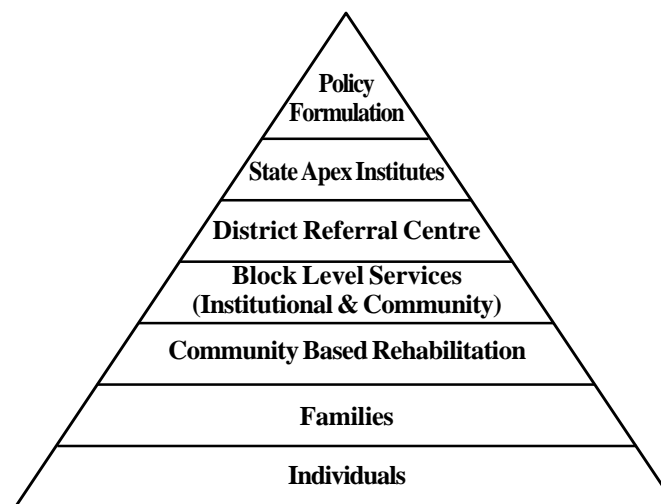 Policy
Formulation
State Apex Institutes
District Referral Centre
Block Level Services
(Institutional & Community)
Community Based Rehabilitation
Families
Individuals